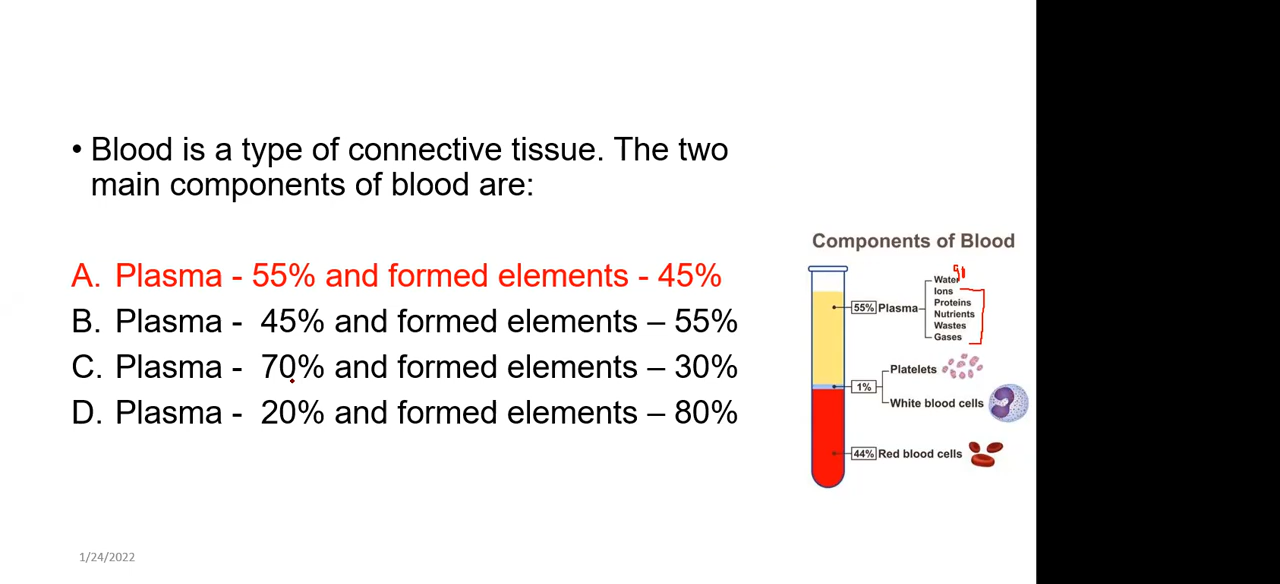 • Blood is a type of connective tissue. The two
main components of blood are:
A. Plasma - 55% and formed elements - 45%
B. Plasma - 45% and formed elements – 55%
C. Plasma - 70% and formed elements – 30%
D. Plasma - 20% and formed elements – 80%
Components of Blood
55% Plasma
Water
Ions
Proteins
Nutrients
Wastes
Gases
1%
Platelets
White blood cells
44% Red blood cells
1/24/2022